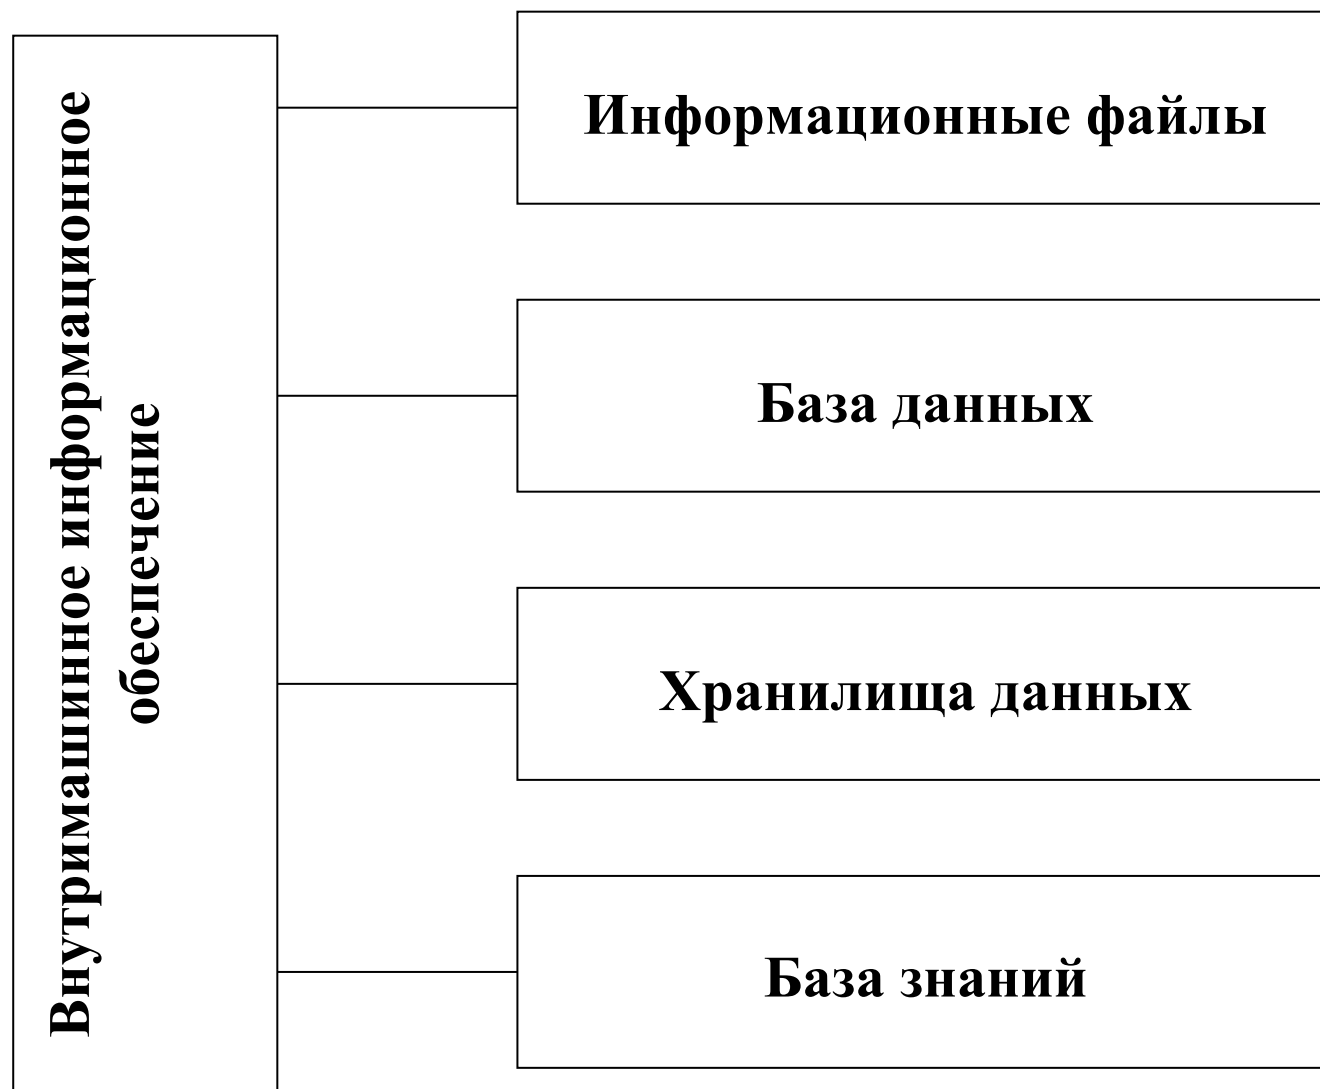 Внутримашинное информационное
обеспечение
Информационные файлы
База данных
Хранилища данных
База знаний